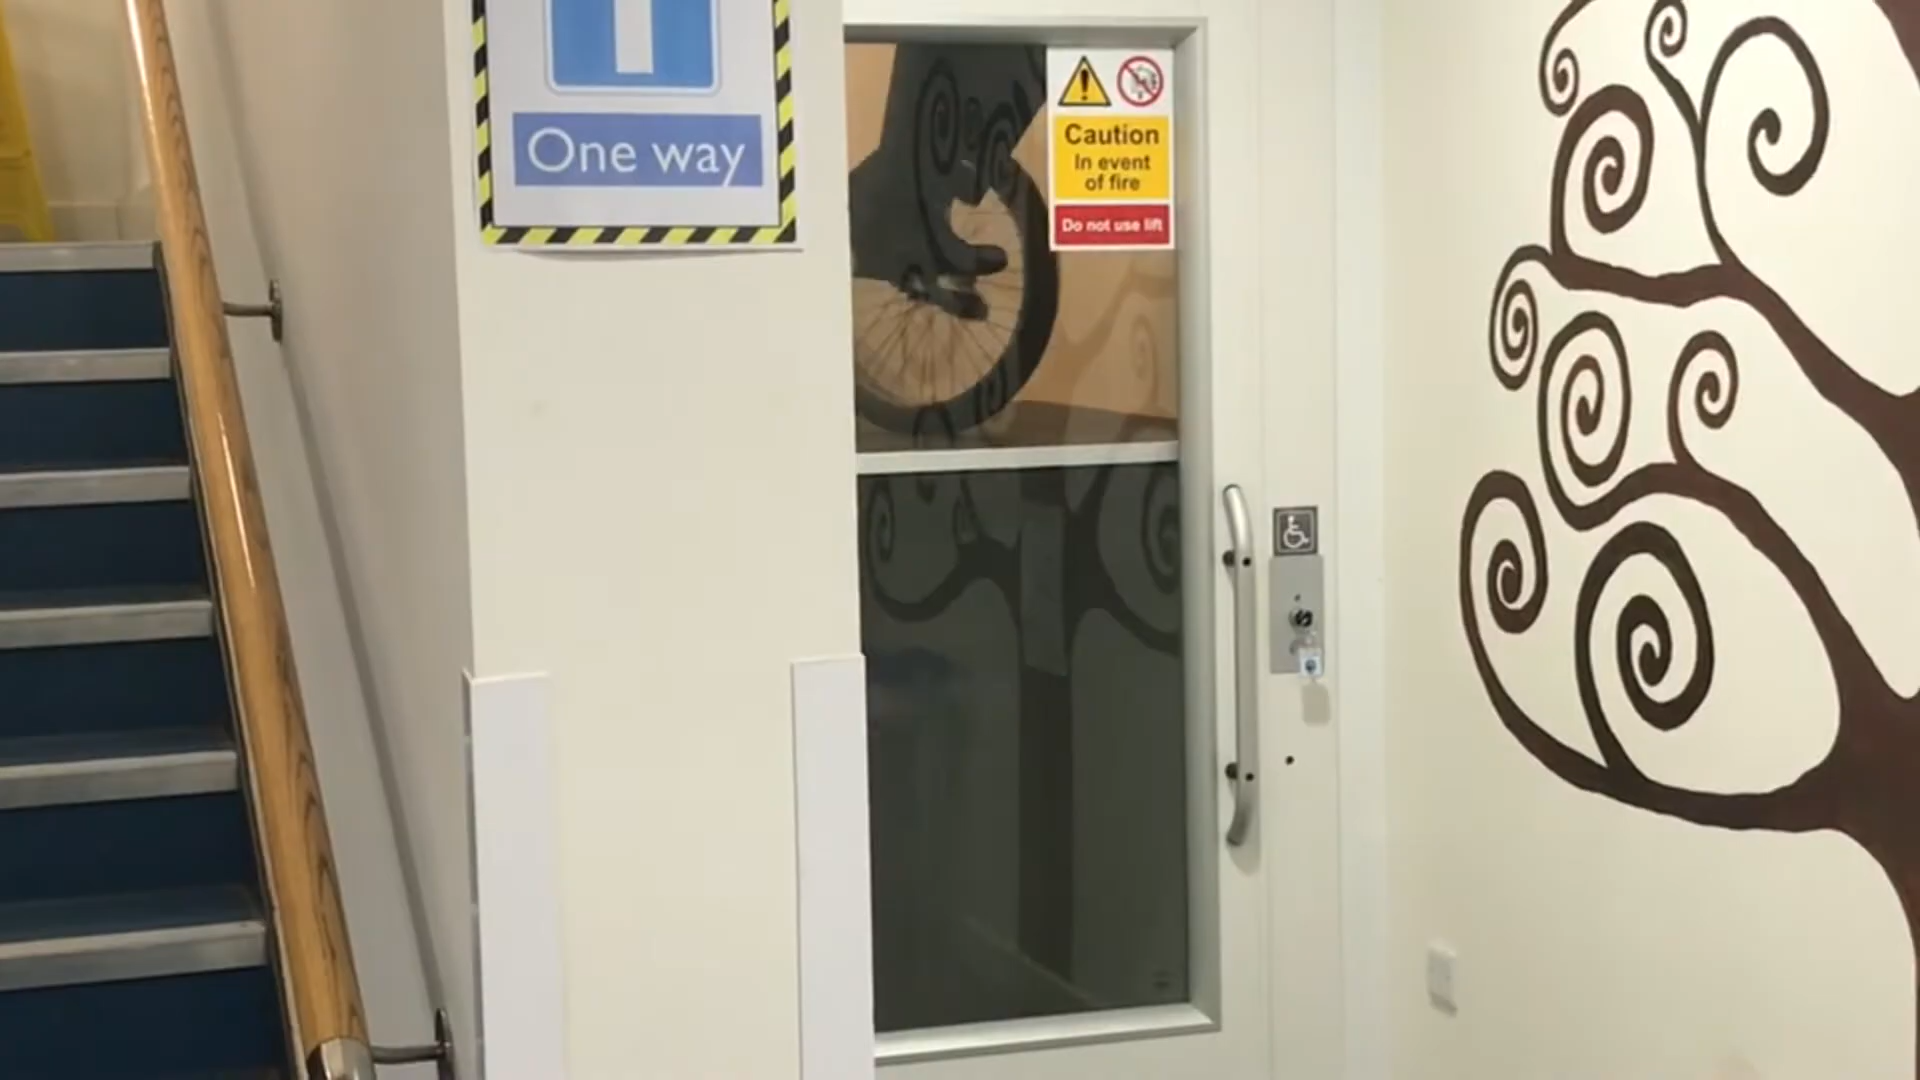 One way
Caution
In event
of fire
Do not use lift